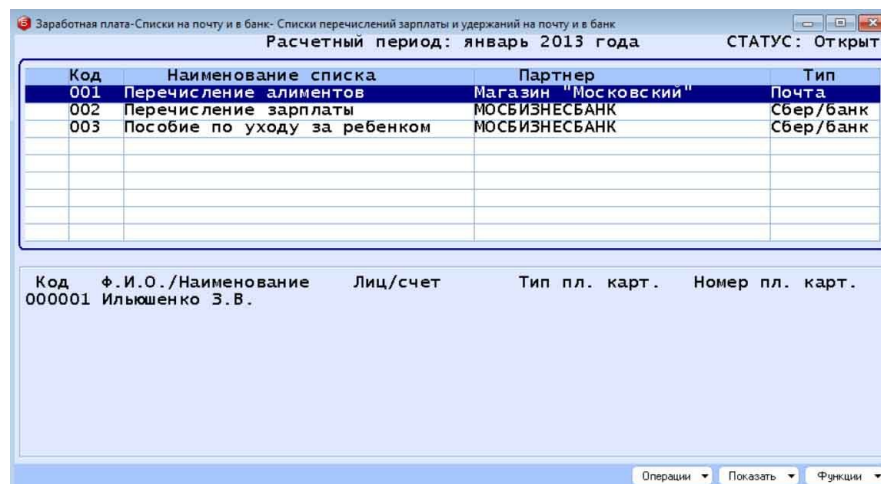 Заработная плата-Списки на почту и в банк- Списки перечислений зарплаты и удержаний на почту и в банк
Расчетный период: январь 2013 года СТАТУС: Открыт
Код Наименование списка Партнер Тип
001 Перечисление алиментов Магазин "Московский" Почта
002 Перечисление зарплаты МОСБИЗНЕСБАНК Сбер/банк
003 Пособие по уходу за ребенком МОСБИЗНЕСБАНК Сбер/банк
Код Ф.И.О./Наименование Лиц/счет Тип пл. карт. Номер пл. карт.
000001 Ильюшенко З.В.
Операции Показать Функции